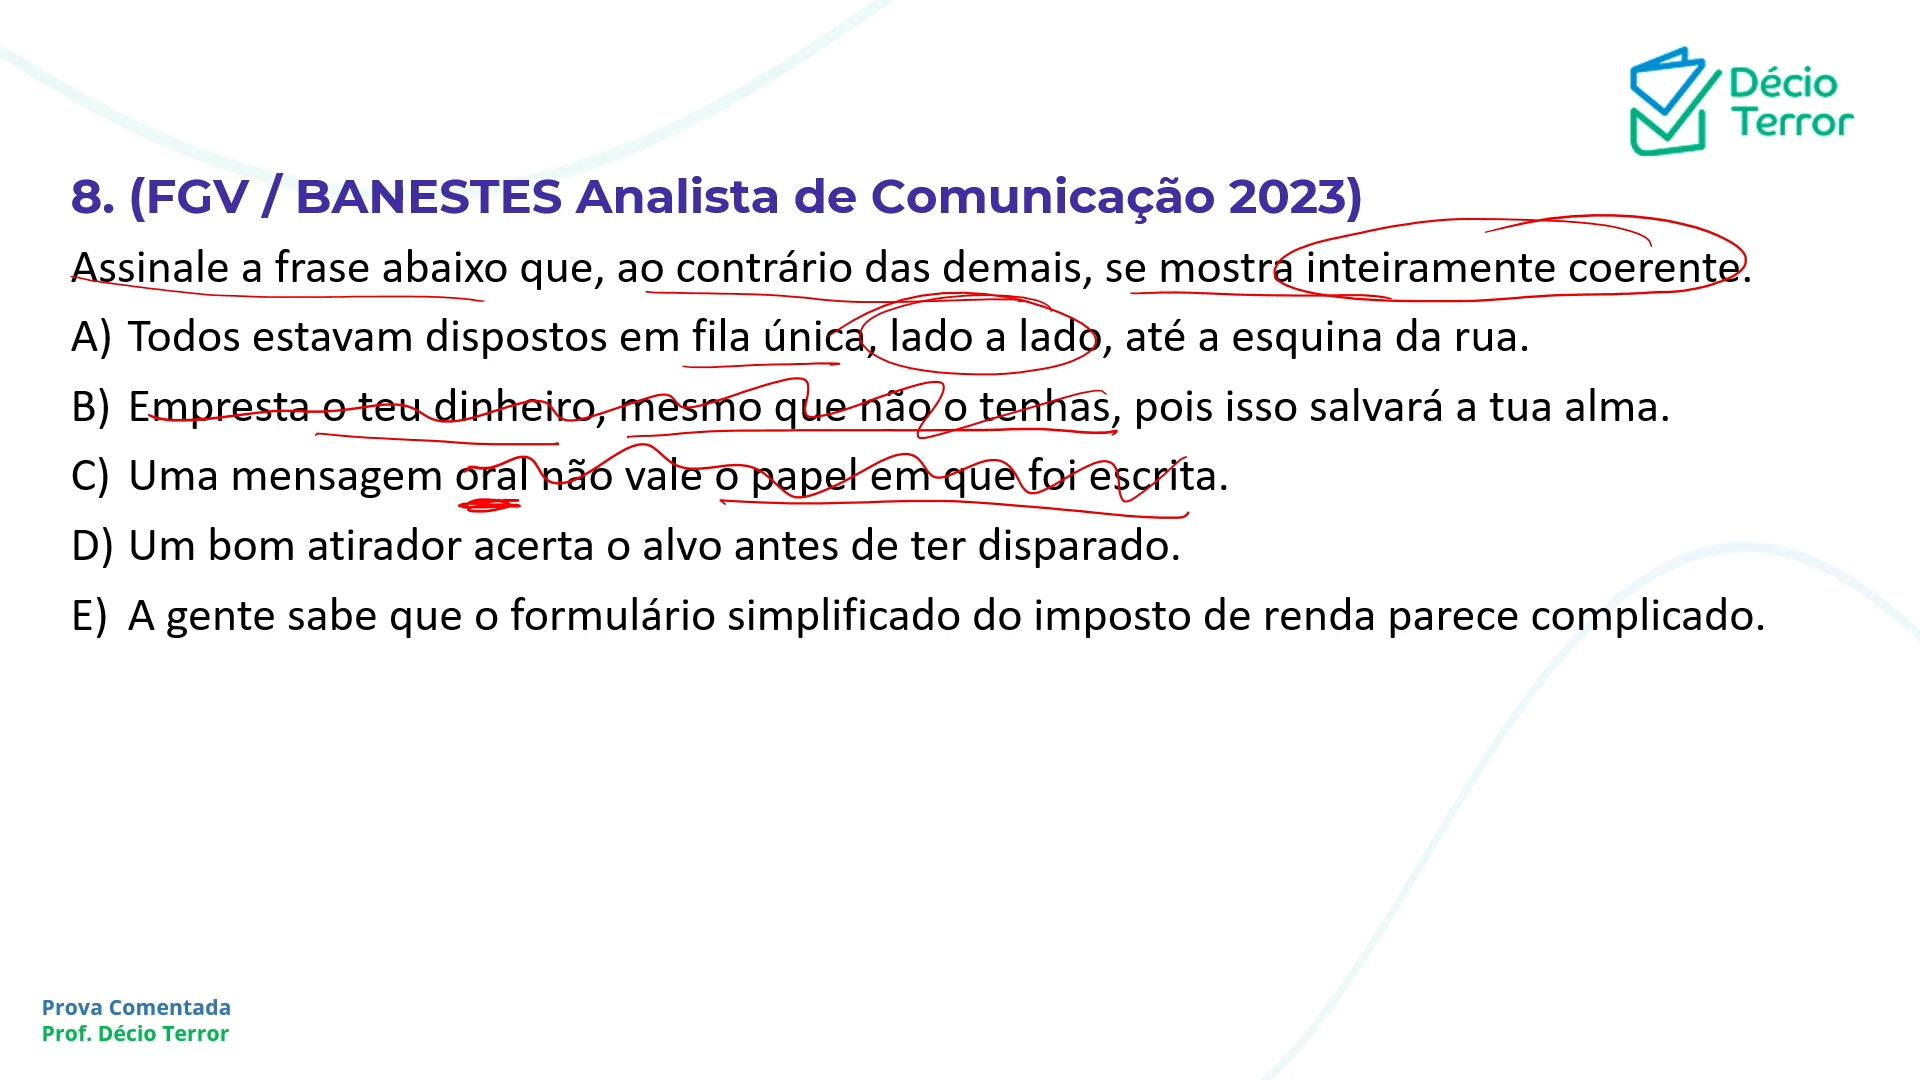 Décio
Terror
8. (FGV / BANESTES Analista de Comunicação 2023)
Assinale a frase abaixo que, ao contrário das demais, se mostra inteiramente coerente.
A) Todos estavam dispostos em fila única, lado a lado, até a esquina da rua.
B) Empresta o teu dinheiro, mesmo que não o tenhas, pois isso salvará a tua alma.
C) Uma mensagem oral não vale o papel em que foi escrita.
D) Um bom atirador acerta o alvo antes de ter disparado.
E) A gente sabe que o formulário simplificado do imposto de renda parece complicado.
Prova Comentada
Prof. Décio Terror